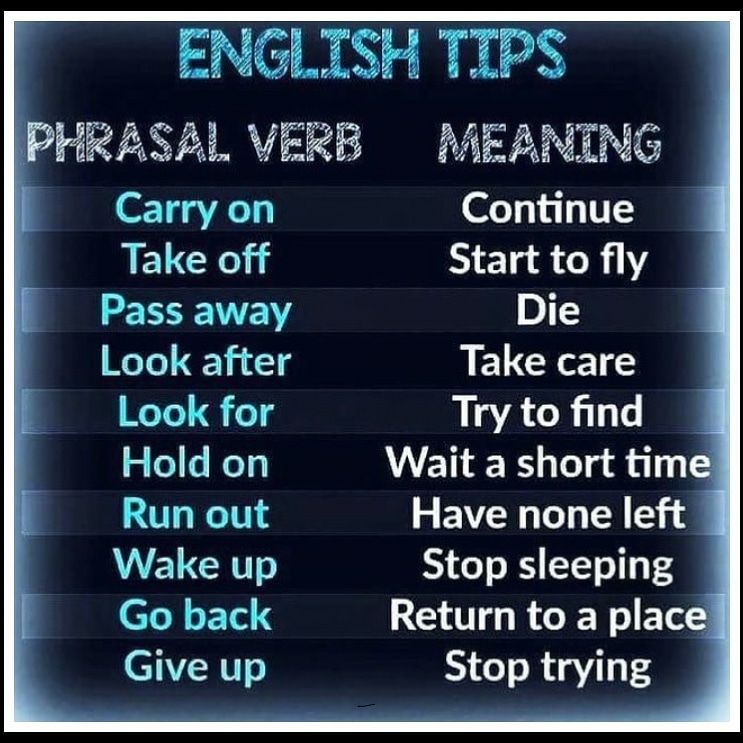 ENGLISH TIPS
PHRASAL VERB MEANING
Carry on Continue
Take off Start to fly
Pass away Die
Look after Take care
Look for Try to find
Hold on Wait a short time
Run out Have none left
Wake up Stop sleeping
Go back Return to a place
Give up Stop trying